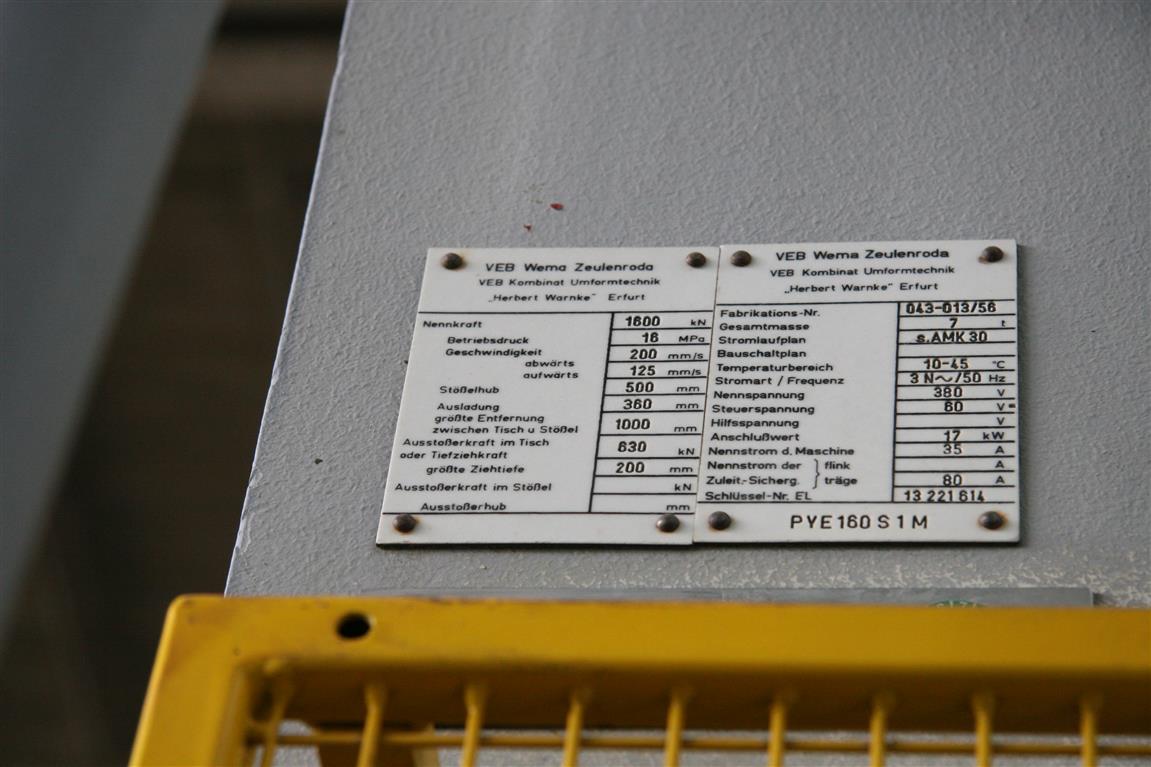 VEB Wema Zeulenroda
VEB Kombinat Umformtechnik
„Herbert Warnke" Erfurt
Nennkraft 1600 kN
Betriebsdruck 16 MPa
Geschwindigkeit
abwärts 200 mm/s
aufwärts 125 mm/s
Stößelhub 500 mm
Ausladung 360 mm
größte Entfernung
zwischen Tisch u Stößel 1000 mm
Ausstoßerkraft im Tisch
oder Tiefziehkraft 630 kN
größte Ziehtiefe 200 mm
Ausstoßerkraft im Stößel kN
Ausstoßerhub mm
VEB Wema Zeulenroda
VEB Kombinat Umformtechnik
„Herbert Warnke" Erfurt
Fabrikations-Nr. 043-013/56
Gesamtmasse 7 t
Stromlaufplan s.AMK 30
Bauschaltplan
Temperaturbereich 10-45 °C
Stromart / Frequenz 3 N~/50 Hz
Nennspannung 380 V
Steuerspannung 60 V=
Hilfsspannung V
Anschlußwert 17 kW
Nennstrom d. Maschine 35 A
Nennstrom der } flink A
Zuleit.-Sicherg. } träge 80 A
Schlüssel-Nr. EL 13 221 614
PYE 160 S 1 M